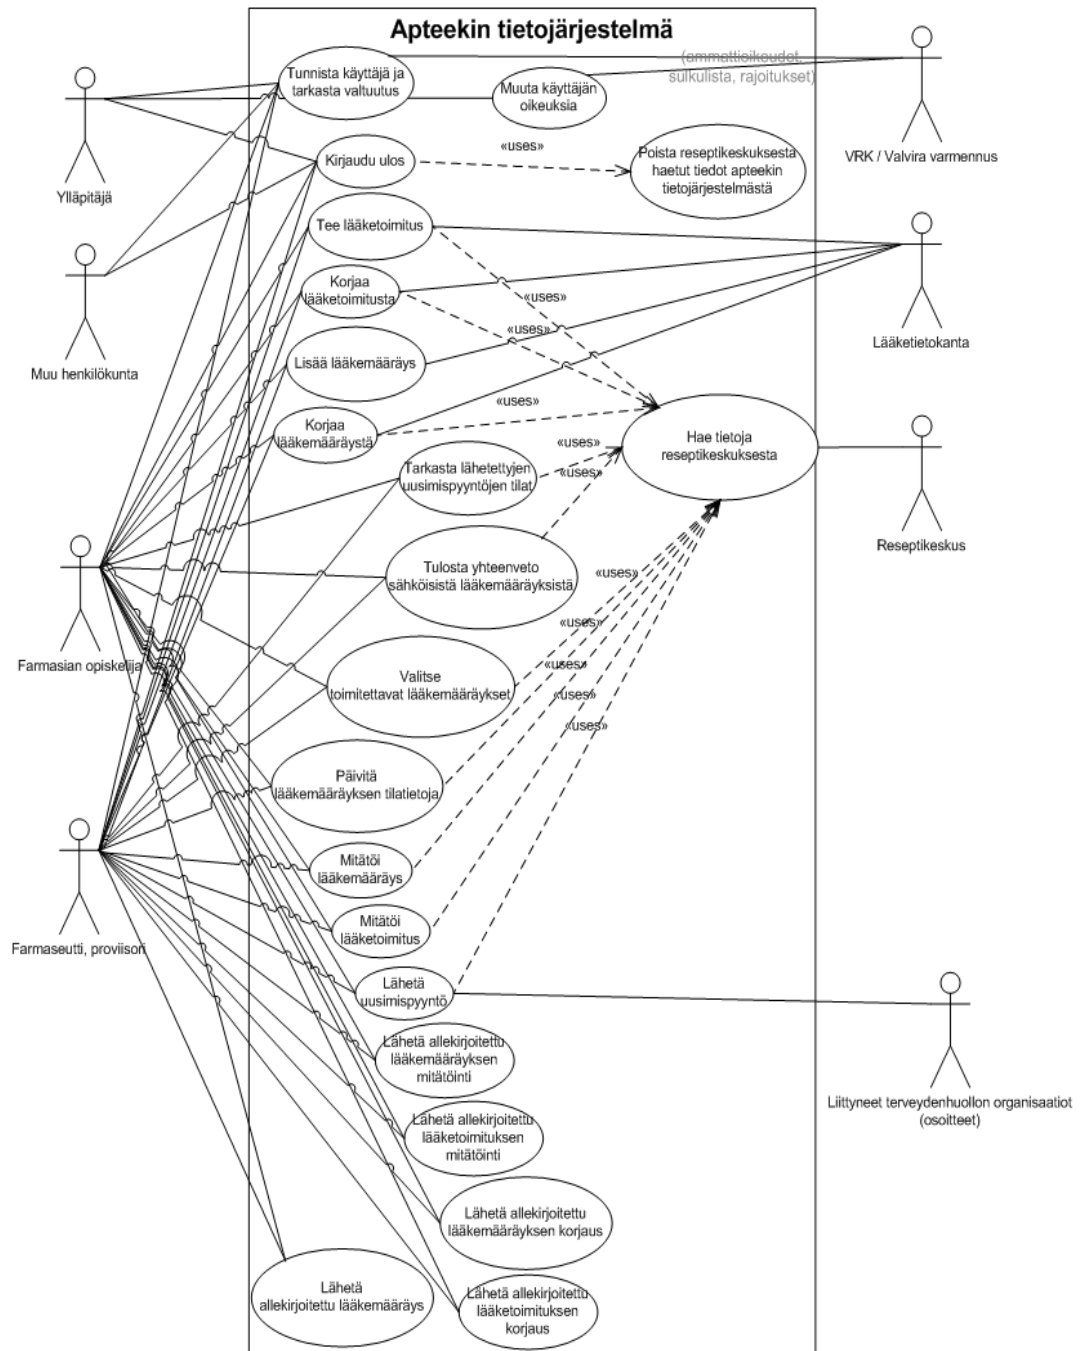 Apteekin tietojärjestelmä
(ammattioikeudet,
sulkulista, rajoitukset)
Tunnista käyttäjä ja
tarkasta valtuutus
Muuta käyttäjän
oikeuksia
VRK / Valvira varmennus
Ylläpitäjä
Kirjaudu ulos
«uses»
Poista reseptikeskuksesta
haetut tiedot apteekin
tietojärjestelmästä
Tee lääketoimitus
Muu henkilökunta
Korjaa
lääketoimitusta
«uses»
«uses»
Lääketietokanta
Lisää lääkemääräys
«uses»
Korjaa
lääkemääräystä
Hae tietoja
reseptikeskuksesta
«uses»
Tarkasta lähetettyjen
uusimispyyntöjen tilat
«uses»
Reseptikeskus
Tulosta yhteenveto
sähköisistä lääkemääräyksistä
«uses»
«uses»
Farmasian opiskelija
Valitse
toimitettavat lääkemääräykset
«uses»
«uses»
«uses»
Päivitä
lääkemääräyksen tilatietoja
Mitätöi
lääkemääräys
Farmaseutti, proviisori
Mitätöi
lääketoimitus
Lähetä
uusimispyyntö
Lähetä allekirjoitettu
lääkemääräyksen
mitätöinti
Liittyneet terveydenhuollon organisaatiot
(osoitteet)
Lähetä allekirjoitettu
lääketoimituksen
mitätöinti
Lähetä allekirjoitettu
lääkemääräyksen korjaus
Lähetä
allekirjoitettu lääkemääräys
Lähetä allekirjoitettu
lääketoimituksen
korjaus